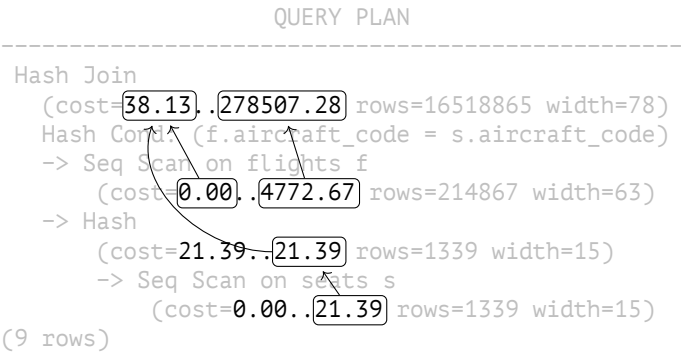 QUERY PLAN
---------------------------------------------------
Hash Join
(cost=38.13..278507.28 rows=16518865 width=78)
Hash Cond: (f.aircraft_code = s.aircraft_code)
-> Seq Scan on flights f
(cost=0.00..4772.67 rows=214867 width=63)
-> Hash
(cost=21.39..21.39 rows=1339 width=15)
-> Seq Scan on seats s
(cost=0.00..21.39 rows=1339 width=15)
(9 rows)